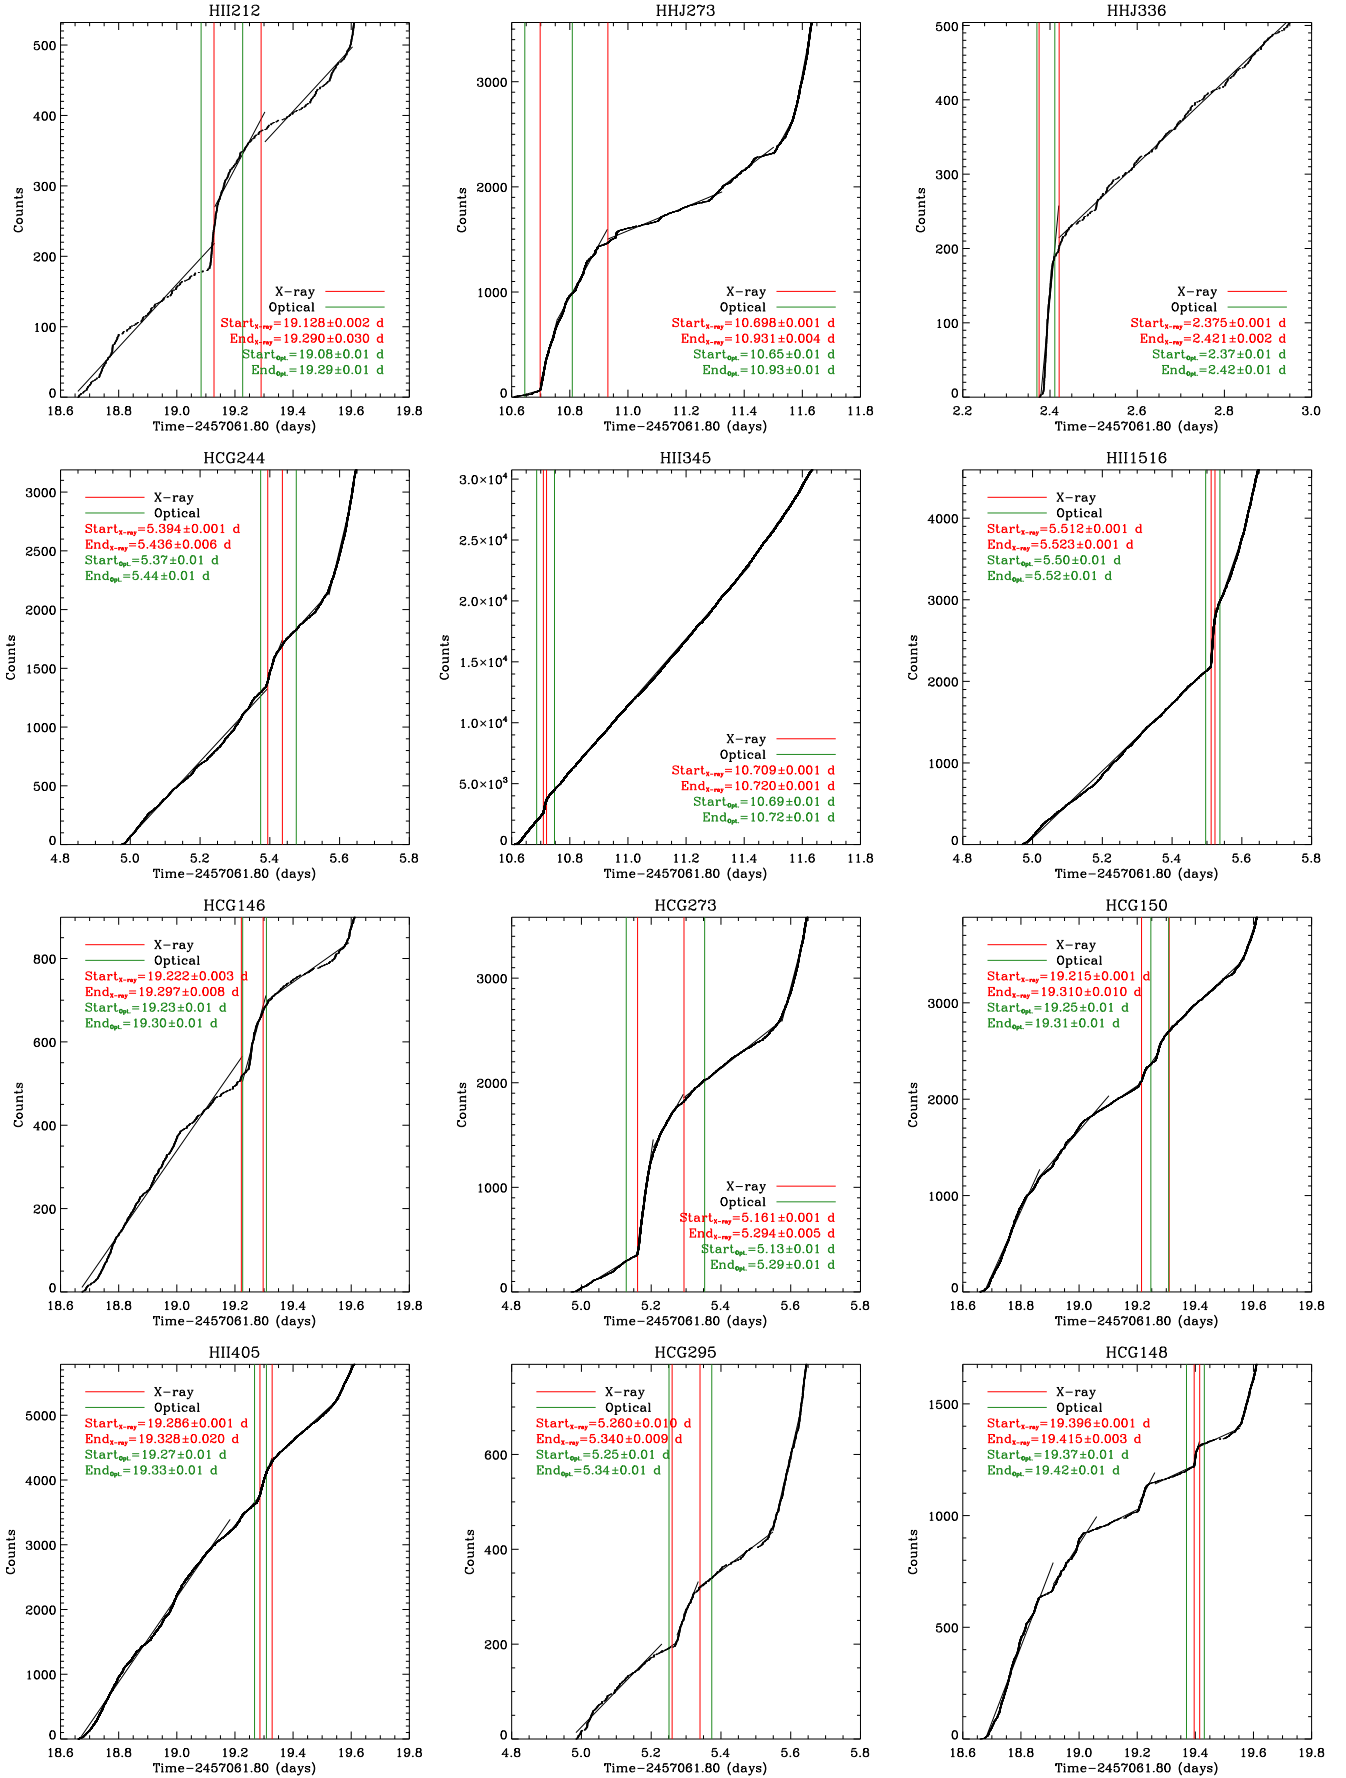 HII212
500
400
300
200
100
0
Counts
X-ray
Optical
StartX-ray=19.128±0.002 d
EndX-ray=19.290±0.030 d
StartOpt.=19.08±0.01 d
EndOpt.=19.29±0.01 d
18.6 18.8 19.0 19.2 19.4 19.6 19.8
Time-2457061.80 (days)
HHJ273
3000
2000
1000
0
Counts
X-ray
Optical
StartX-ray=10.698±0.001 d
EndX-ray=10.931±0.004 d
StartOpt.=10.65±0.01 d
EndOpt.=10.93±0.01 d
10.6 10.8 11.0 11.2 11.4 11.6 11.8
Time-2457061.80 (days)
HHJ336
500
400
300
200
100
0
Counts
X-ray
Optical
StartX-ray=2.375±0.001 d
EndX-ray=2.421±0.002 d
StartOpt.=2.37±0.01 d
EndOpt.=2.42±0.01 d
2.2 2.4 2.6 2.8 3.0
Time-2457061.80 (days)
HCG244
3000
2500
2000
1500
1000
500
0
Counts
X-ray
Optical
StartX-ray=5.394±0.001 d
EndX-ray=5.436±0.006 d
StartOpt.=5.37±0.01 d
EndOpt.=5.44±0.01 d
4.8 5.0 5.2 5.4 5.6 5.8
Time-2457061.80 (days)
HII345
3.0×10⁴
2.5×10⁴
2.0×10⁴
1.5×10⁴
1.0×10⁴
5.0×10³
0
Counts
X-ray
Optical
StartX-ray=10.709±0.001 d
EndX-ray=10.720±0.001 d
StartOpt.=10.69±0.01 d
EndOpt.=10.72±0.01 d
10.6 10.8 11.0 11.2 11.4 11.6 11.8
Time-2457061.80 (days)
HII1516
4000
3000
2000
1000
0
Counts
X-ray
Optical
StartX-ray=5.512±0.001 d
EndX-ray=5.523±0.001 d
StartOpt.=5.50±0.01 d
EndOpt.=5.52±0.01 d
4.8 5.0 5.2 5.4 5.6 5.8
Time-2457061.80 (days)
HCG146
800
600
400
200
0
Counts
X-ray
Optical
StartX-ray=19.222±0.003 d
EndX-ray=19.297±0.008 d
StartOpt.=19.23±0.01 d
EndOpt.=19.30±0.01 d
18.6 18.8 19.0 19.2 19.4 19.6 19.8
Time-2457061.80 (days)
HCG273
3000
2000
1000
0
Counts
X-ray
Optical
StartX-ray=5.161±0.001 d
EndX-ray=5.294±0.005 d
StartOpt.=5.13±0.01 d
EndOpt.=5.29±0.01 d
4.8 5.0 5.2 5.4 5.6 5.8
Time-2457061.80 (days)
HCG150
3000
2000
1000
0
Counts
X-ray
Optical
StartX-ray=19.215±0.001 d
EndX-ray=19.310±0.010 d
StartOpt.=19.25±0.01 d
EndOpt.=19.31±0.01 d
18.6 18.8 19.0 19.2 19.4 19.6 19.8
Time-2457061.80 (days)
HII405
5000
4000
3000
2000
1000
0
Counts
X-ray
Optical
StartX-ray=19.286±0.001 d
EndX-ray=19.328±0.020 d
StartOpt.=19.27±0.01 d
EndOpt.=19.33±0.01 d
18.6 18.8 19.0 19.2 19.4 19.6 19.8
Time-2457061.80 (days)
HCG295
600
400
200
0
Counts
X-ray
Optical
StartX-ray=5.260±0.010 d
EndX-ray=5.340±0.009 d
StartOpt.=5.25±0.01 d
EndOpt.=5.34±0.01 d
4.8 5.0 5.2 5.4 5.6 5.8
Time-2457061.80 (days)
HCG148
1500
1000
500
0
Counts
X-ray
Optical
StartX-ray=19.396±0.001 d
EndX-ray=19.415±0.003 d
StartOpt.=19.37±0.01 d
EndOpt.=19.42±0.01 d
18.6 18.8 19.0 19.2 19.4 19.6 19.8
Time-2457061.80 (days)